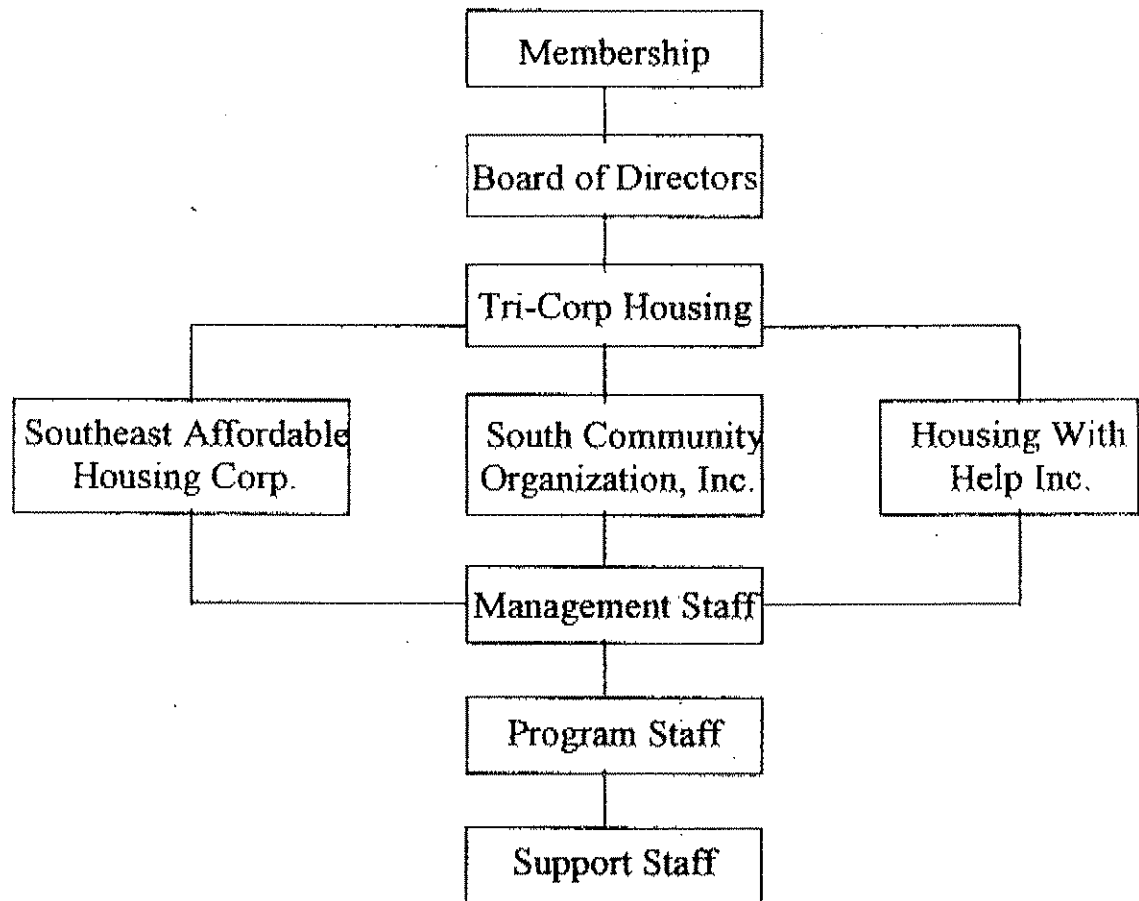 Membership
Board of Directors
Tri-Corp Housing
Southeast Affordable
Housing Corp.
South Community
Organization, Inc.
Housing With
Help Inc.
Management Staff
Program Staff
Support Staff